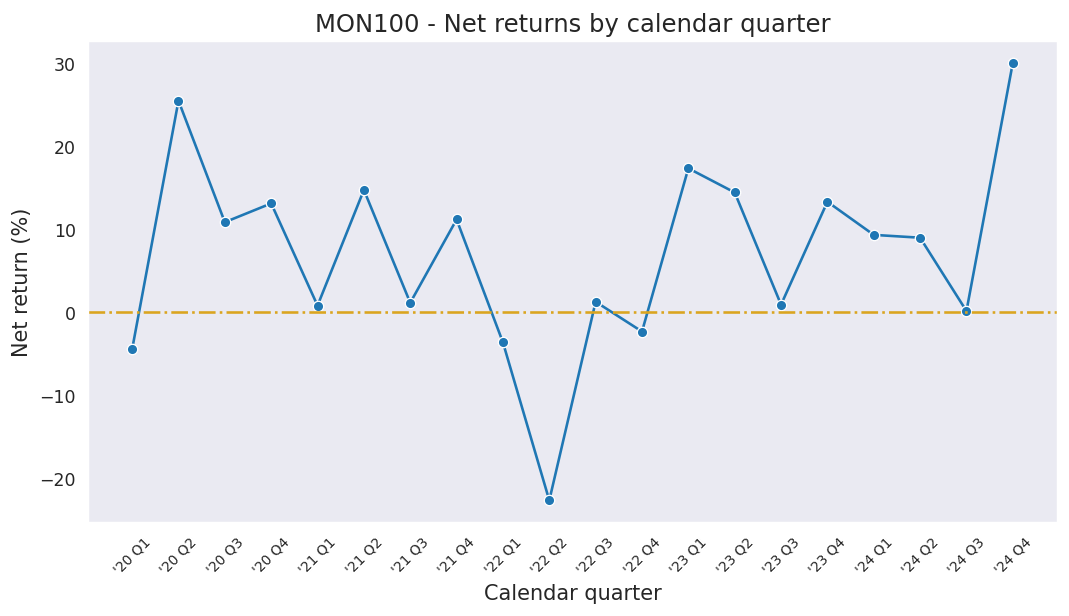 MON100 - Net returns by calendar quarter
Net return (%)
30
20
10
0
−10
−20
'20 Q1
'20 Q2
'20 Q3
'20 Q4
'21 Q1
'21 Q2
'21 Q3
'21 Q4
'22 Q1
'22 Q2
'22 Q3
'22 Q4
'23 Q1
'23 Q2
'23 Q3
'23 Q4
'24 Q1
'24 Q2
'24 Q3
'24 Q4
Calendar quarter